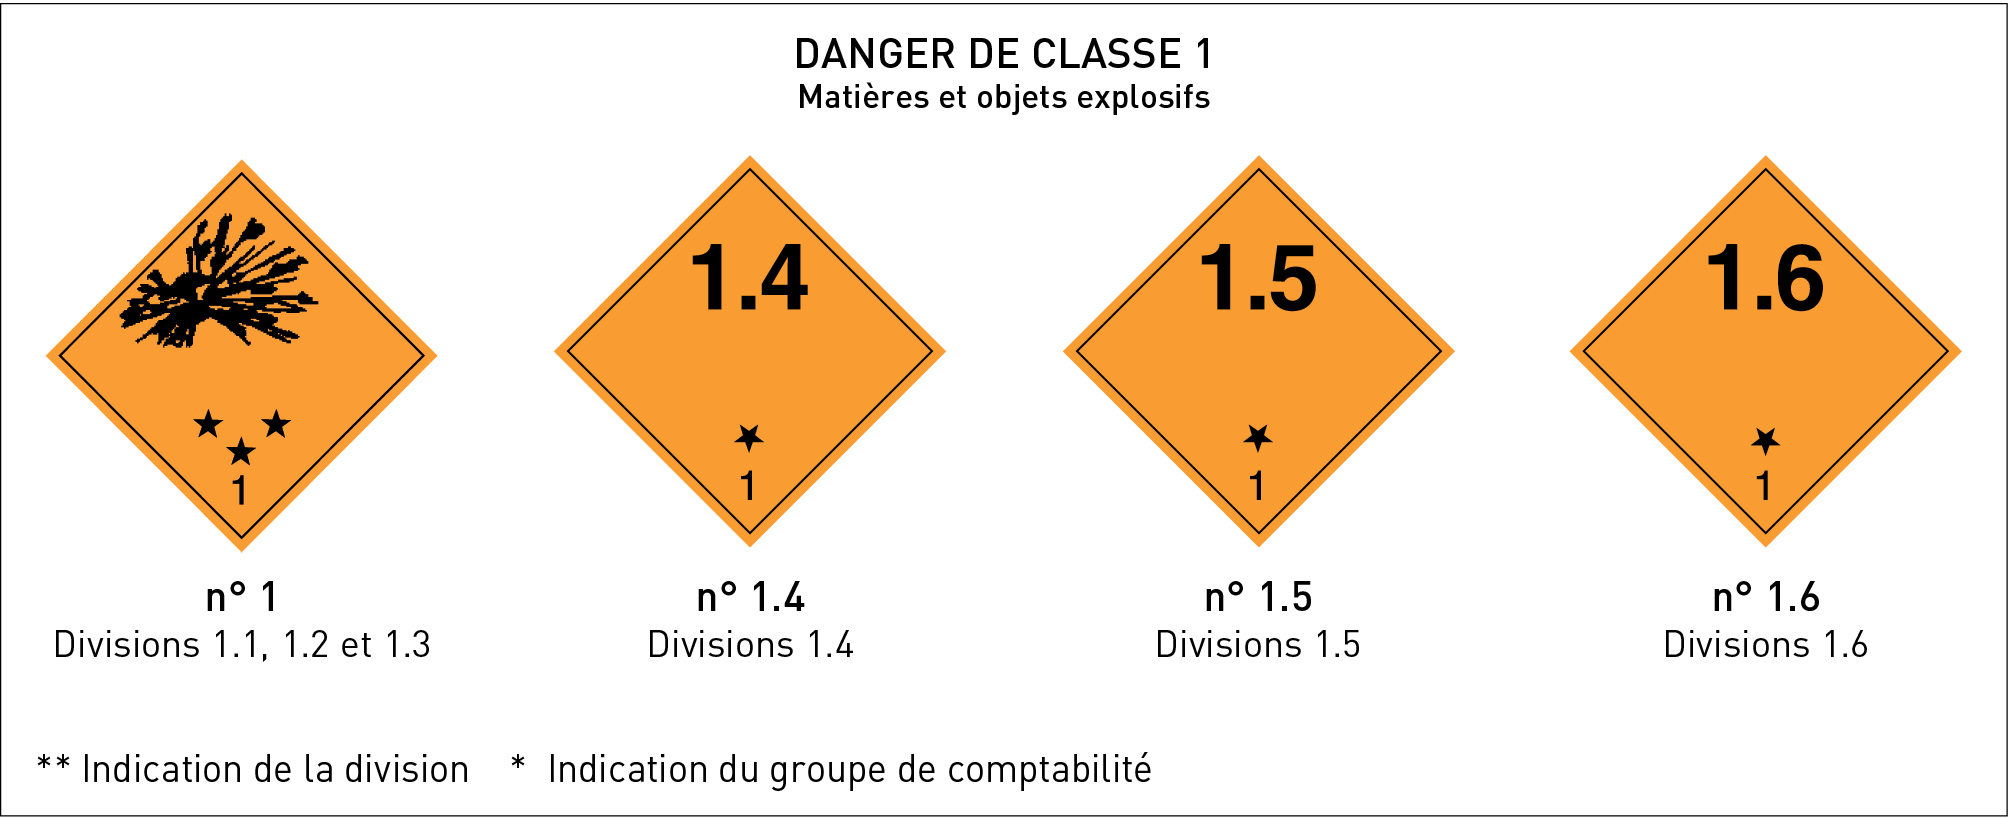 DANGER DE CLASSE 1
Matières et objets explosifs
1.4
1.5
1.6
1
1
1
1
n° 1
n° 1.4
n° 1.5
n° 1.6
Divisions 1.1, 1.2 et 1.3
Divisions 1.4
Divisions 1.5
Divisions 1.6
** Indication de la division * Indication du groupe de comptabilité